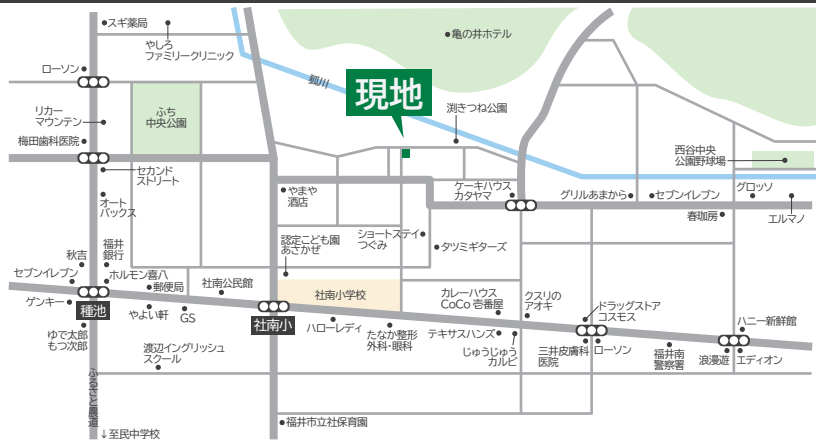 スギ薬局
やしろ
ファミリークリニック
亀の井ホテル
ローソン
狐川
現地
渕きつね公園
リカー
マウンテン
ふち
中央公園
梅田歯科医院
西谷中央
公園野球場
セカンド
ストリート
オート
バックス
やまや
酒店
ケーキハウス
カタヤマ
グリルあまから
セブンイレブン
グロッソ
春珈房
エルマノ
秋吉
福井
銀行
認定こども園
あさかぜ
ショートステイ
つぐみ
タツミギターズ
セブンイレブン
ホルモン喜八
郵便局
社南公民館
社南小学校
カレーハウス
CoCo壱番屋
クスリの
アオキ
ドラッグストア
コスモス
ゲンキー
種池
やよい軒
GS
社南小
ハローレディ
たなか整形
外科・眼科
テキサスハンズ
じゅうじゅう
カルビ
三井皮膚科
医院
ローソン
福井南
警察署
ハニー新鮮館
浪漫遊
エディオン
ゆで太郎
もつ次郎
渡辺イングリッシュ
スクール
ふるさと農道
↓至民中学校
福井市立社保育園